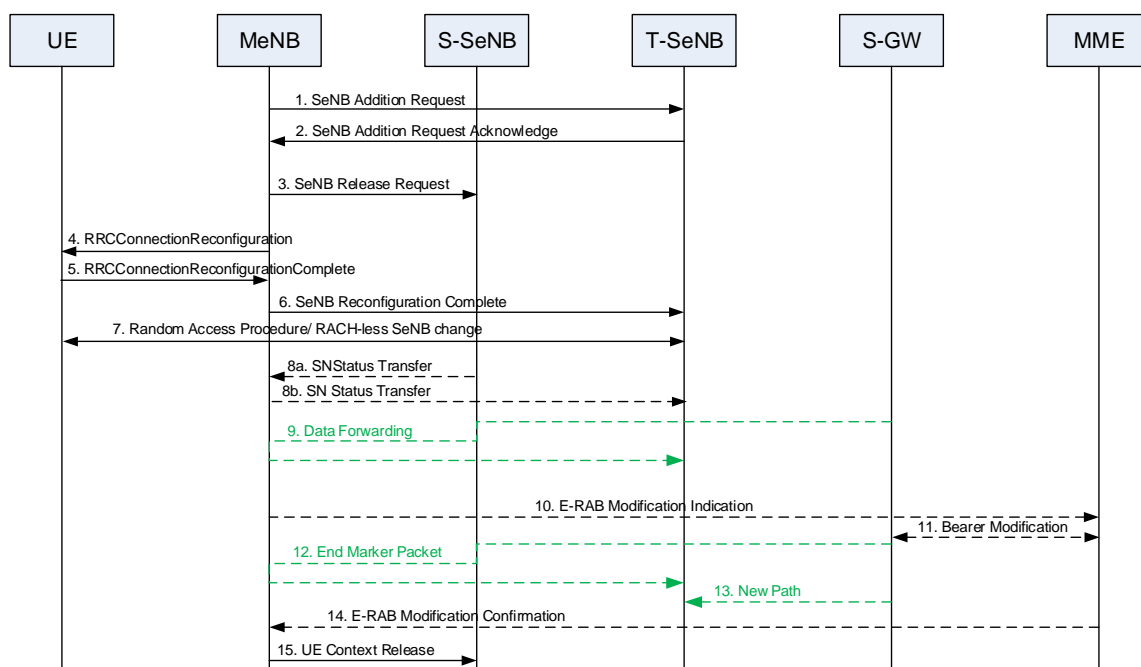 UE
MeNB
S-SeNB
T-SeNB
S-GW
MME
1. SeNB Addition Request
2. SeNB Addition Request Acknowledge
3. SeNB Release Request
4. RRCConnectionReconfiguration
5. RRCConnectionReconfigurationComplete
6. SeNB Reconfiguration Complete
7. Random Access Procedure/ RACH-less SeNB change
8a. SNStatus Transfer
8b. SN Status Transfer
9. Data Forwarding
10. E-RAB Modification Indication
11. Bearer Modification
12. End Marker Packet
13. New Path
14. E-RAB Modification Confirmation
15. UE Context Release